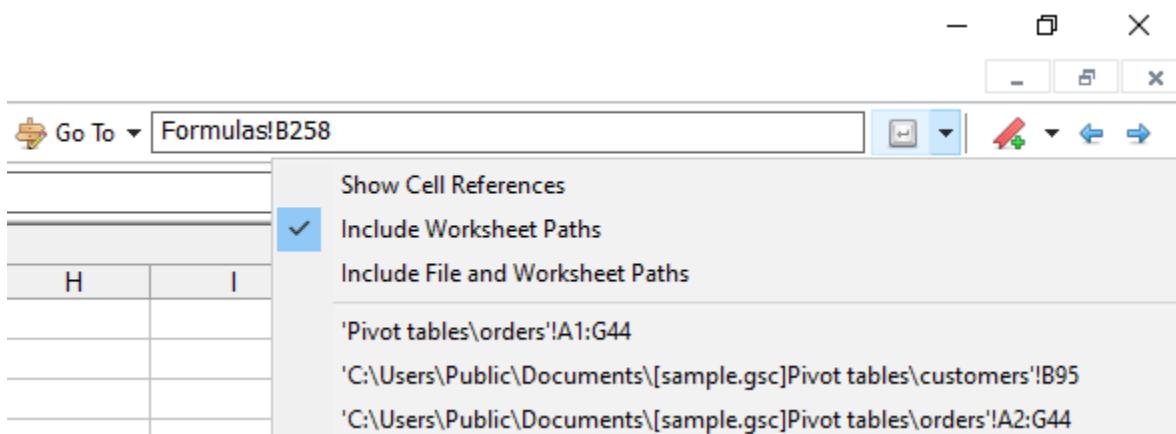 Go To Formulas!B258
Show Cell References
Include Worksheet Paths
Include File and Worksheet Paths
H I
'Pivot tables\orders'!A1:G44
'C:\Users\Public\Documents\[sample.gsc]Pivot tables\customers'!B95
'C:\Users\Public\Documents\[sample.gsc]Pivot tables\orders'!A2:G44